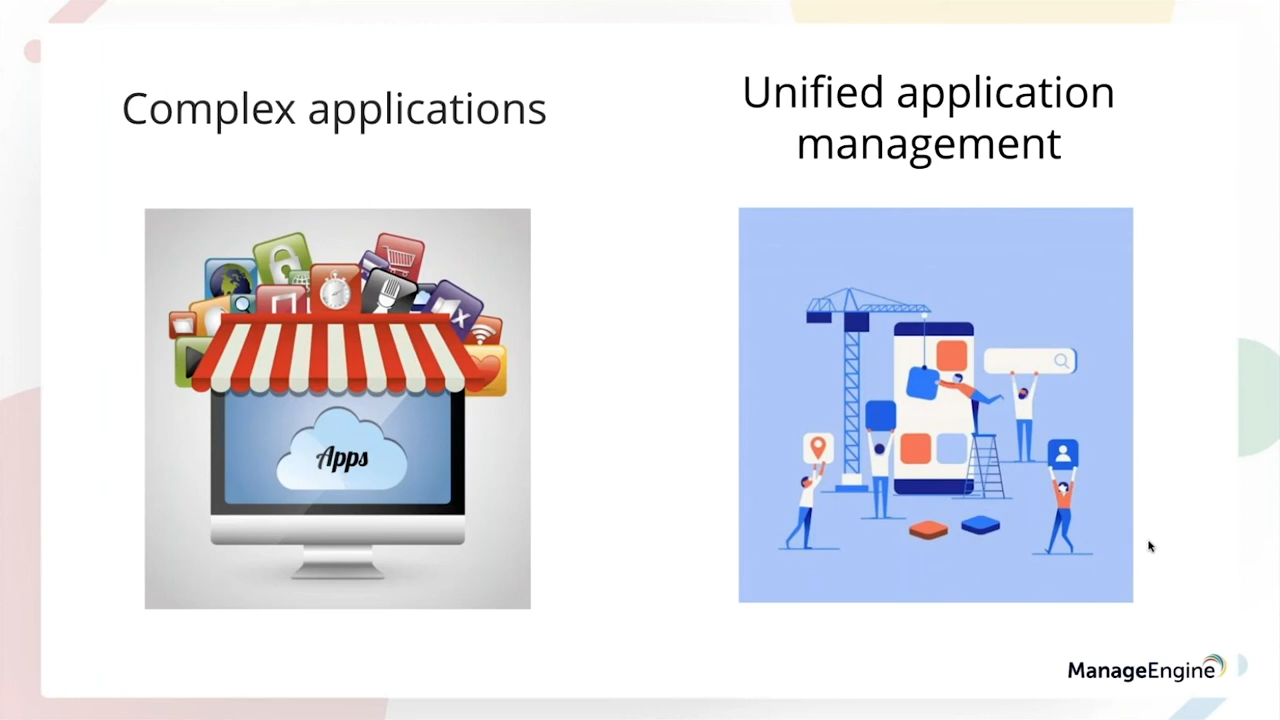 Complex applications
Unified application
management
Apps
ManageEngine